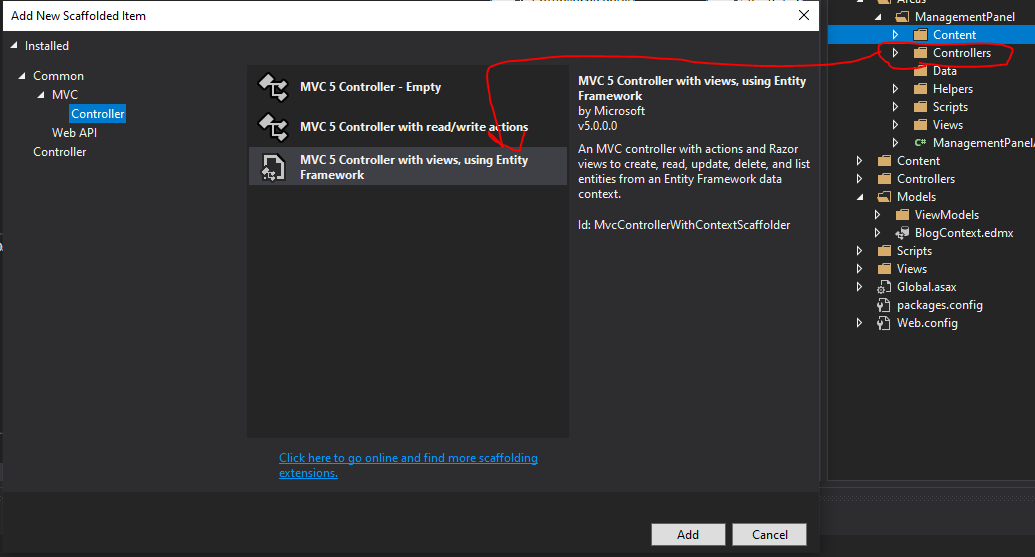 Add New Scaffolded Item
Installed
Common
MVC
Controller
Web API
Controller
MVC 5 Controller - Empty
MVC 5 Controller with read/write actions
MVC 5 Controller with views, using Entity
Framework
Click here to go online and find more scaffolding
extensions.
MVC 5 Controller with views, using Entity
Framework
by Microsoft
v5.0.0.0
An MVC controller with actions and Razor
views to create, read, update, delete, and list
entities from an Entity Framework data
context.
Id: MvcControllerWithContextScaffolder
Add
Cancel
Areas
ManagementPanel
Content
Controllers
Data
Helpers
Scripts
Views
C# ManagementPanelA
Content
Controllers
Models
ViewModels
BlogContext.edmx
Scripts
Views
Global.asax
packages.config
Web.config